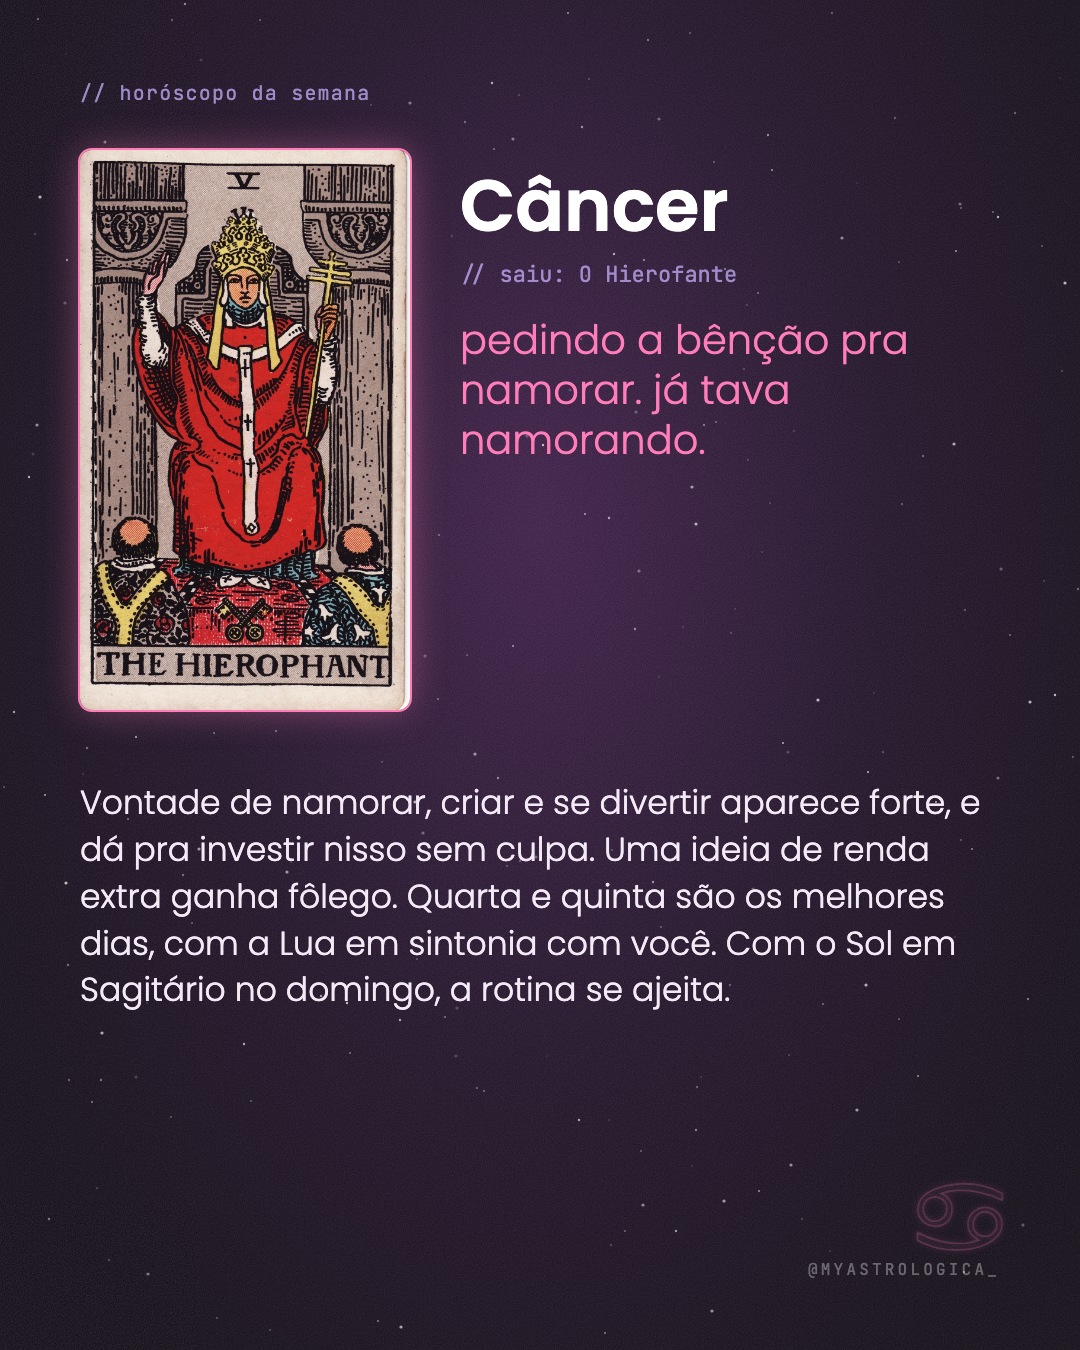 // horóscopo da semana
V
THE HIEROPHANT
Câncer
// saiu: O Hierofante
pedindo a bênção pra
namorar. já tava
namorando.
Vontade de namorar, criar e se divertir aparece forte, e
dá pra investir nisso sem culpa. Uma ideia de renda
extra ganha fôlego. Quarta e quinta são os melhores
dias, com a Lua em sintonia com você. Com o Sol em
Sagitário no domingo, a rotina se ajeita.
@MYASTROLOGICA_